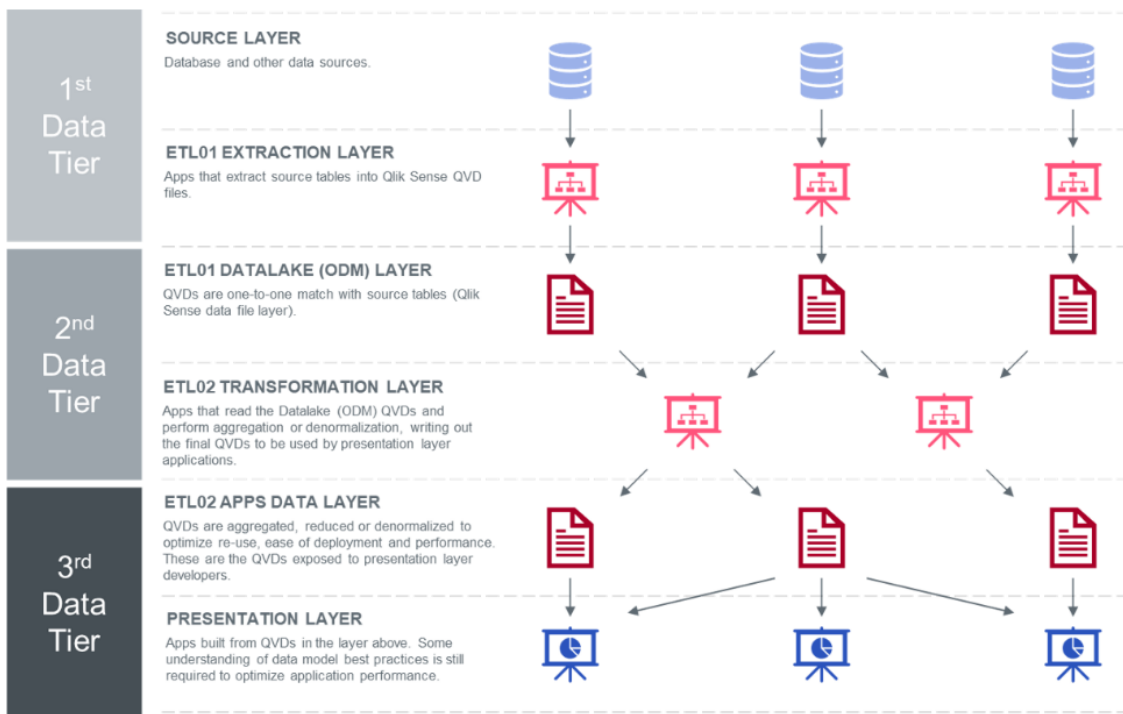 1st
Data
Tier
SOURCE LAYER
Database and other data sources.
ETL01 EXTRACTION LAYER
Apps that extract source tables into Qlik Sense QVD
files.
2nd
Data
Tier
ETL01 DATALAKE (ODM) LAYER
QVDs are one-to-one match with source tables (Qlik
Sense data file layer).
ETL02 TRANSFORMATION LAYER
Apps that read the Datalake (ODM) QVDs and
perform aggregation or denormalization, writing out
the final QVDs to be used by presentation layer
applications.
3rd
Data
Tier
ETL02 APPS DATA LAYER
QVDs are aggregated, reduced or denormalized to
optimize re-use, ease of deployment and performance.
These are the QVDs exposed to presentation layer
developers.
PRESENTATION LAYER
Apps built from QVDs in the layer above. Some
understanding of data model best practices is still
required to optimize application performance.